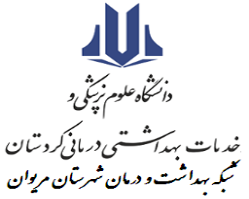 دانشگاه علوم پزشکی و
خدمات بهداشتی درمانی کردستان
شبکه بهداشت و درمان شهرستان مریوان